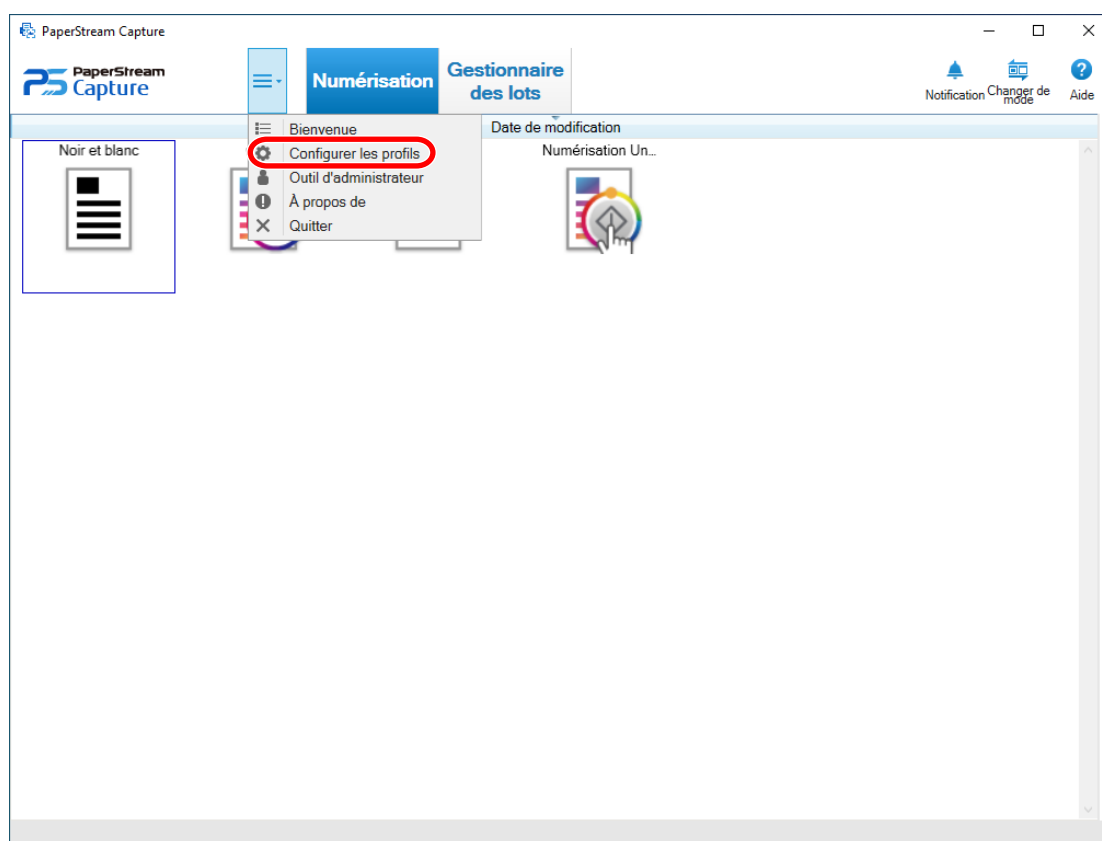 PaperStream Capture
PaperStream
Capture
Numérisation
Gestionnaire
des lots
Notification
Changer de
mode
Aide
Date de modification
Bienvenue
Configurer les profils
Outil d'administrateur
À propos de
Quitter
Noir et blanc
Numérisation Un...